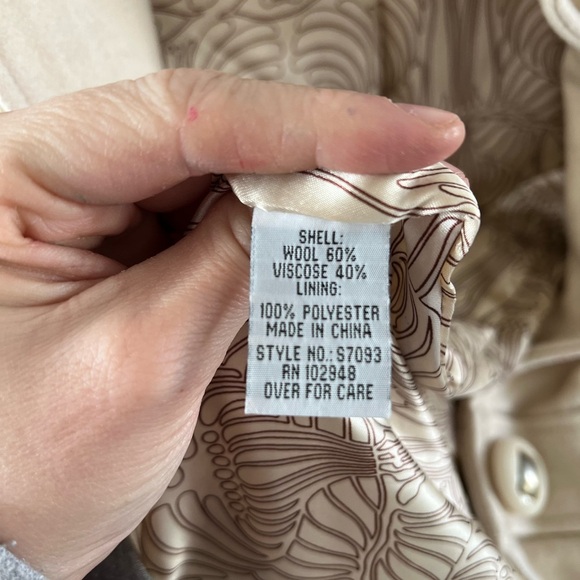 SHELL:
WOOL 60%
VISCOSE 40%
LINING:
100% POLYESTER
MADE IN CHINA
STYLE NO.: S7093
RN 102948
OVER FOR CARE